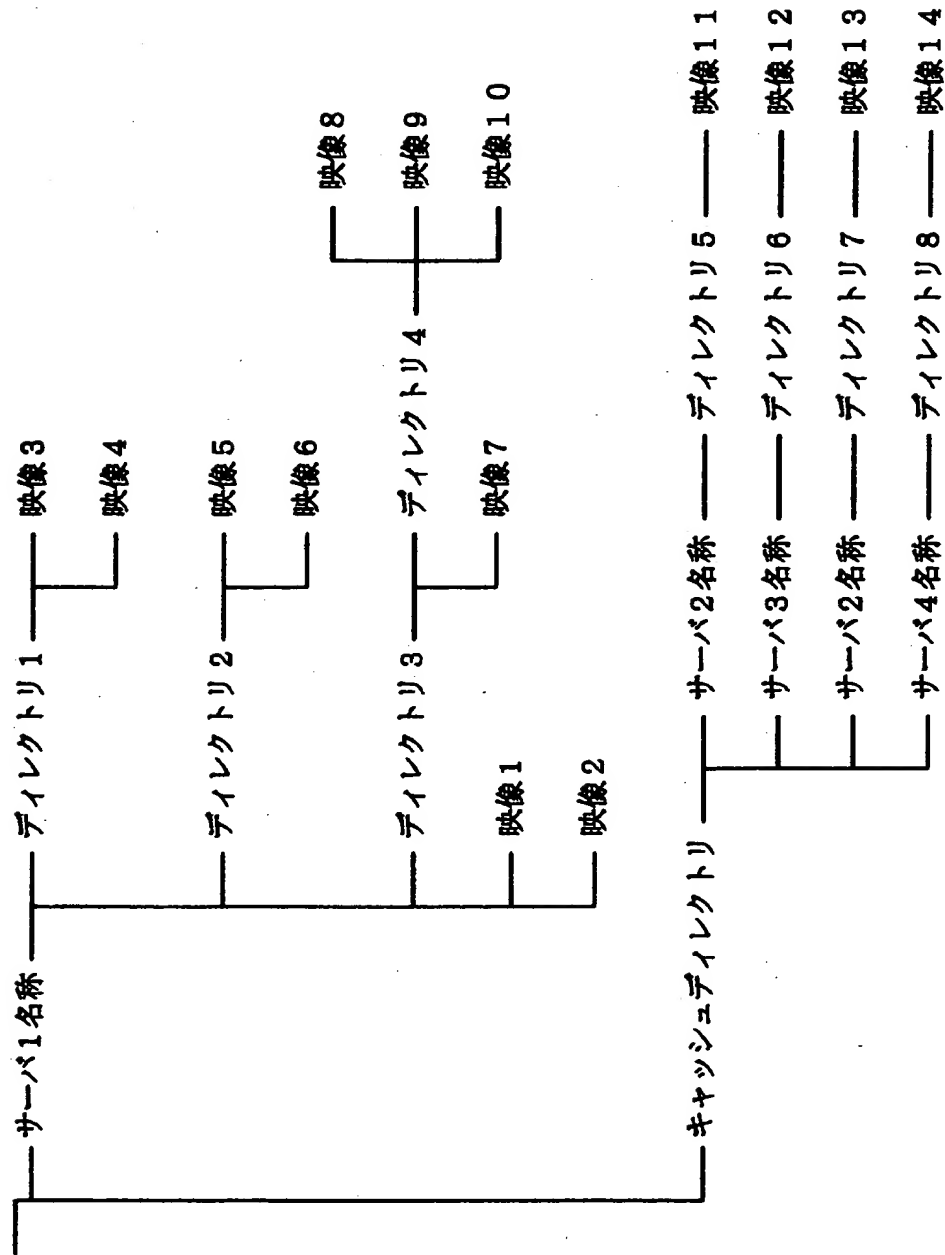 サーバ1名称 ディレクトリ1 映像3
映像4
ディレクトリ2 映像5
映像6
映像8
ディレクトリ3 ディレクトリ4 映像9
映像1 映像7 映像10
映像2
キャッシュディレクトリ サーバ2名称 ディレクトリ5 映像11
サーバ3名称 ディレクトリ6 映像12
サーバ2名称 ディレクトリ7 映像13
サーバ4名称 ディレクトリ8 映像14